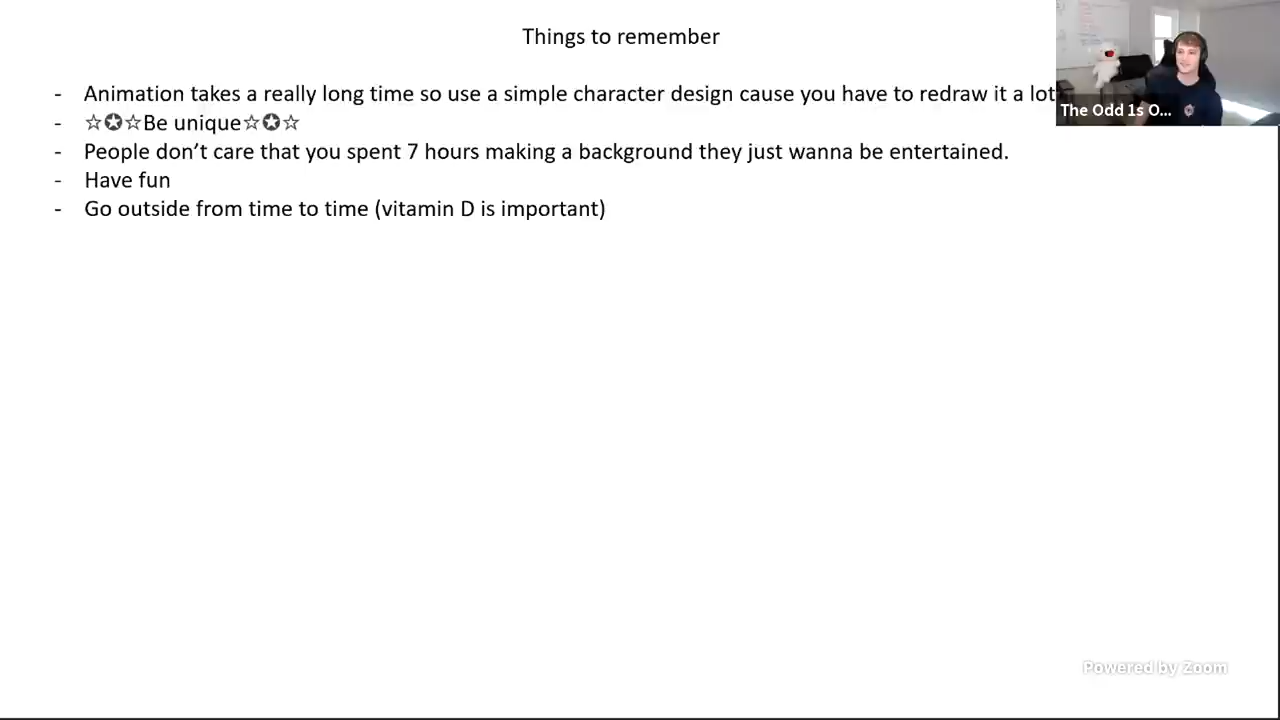 Things to remember
- Animation takes a really long time so use a simple character design cause you have to redraw it a lot
- ☆✪☆Be unique☆✪☆
- People don’t care that you spent 7 hours making a background they just wanna be entertained.
- Have fun
- Go outside from time to time (vitamin D is important)
The Odd 1s O...
Powered by Zoom